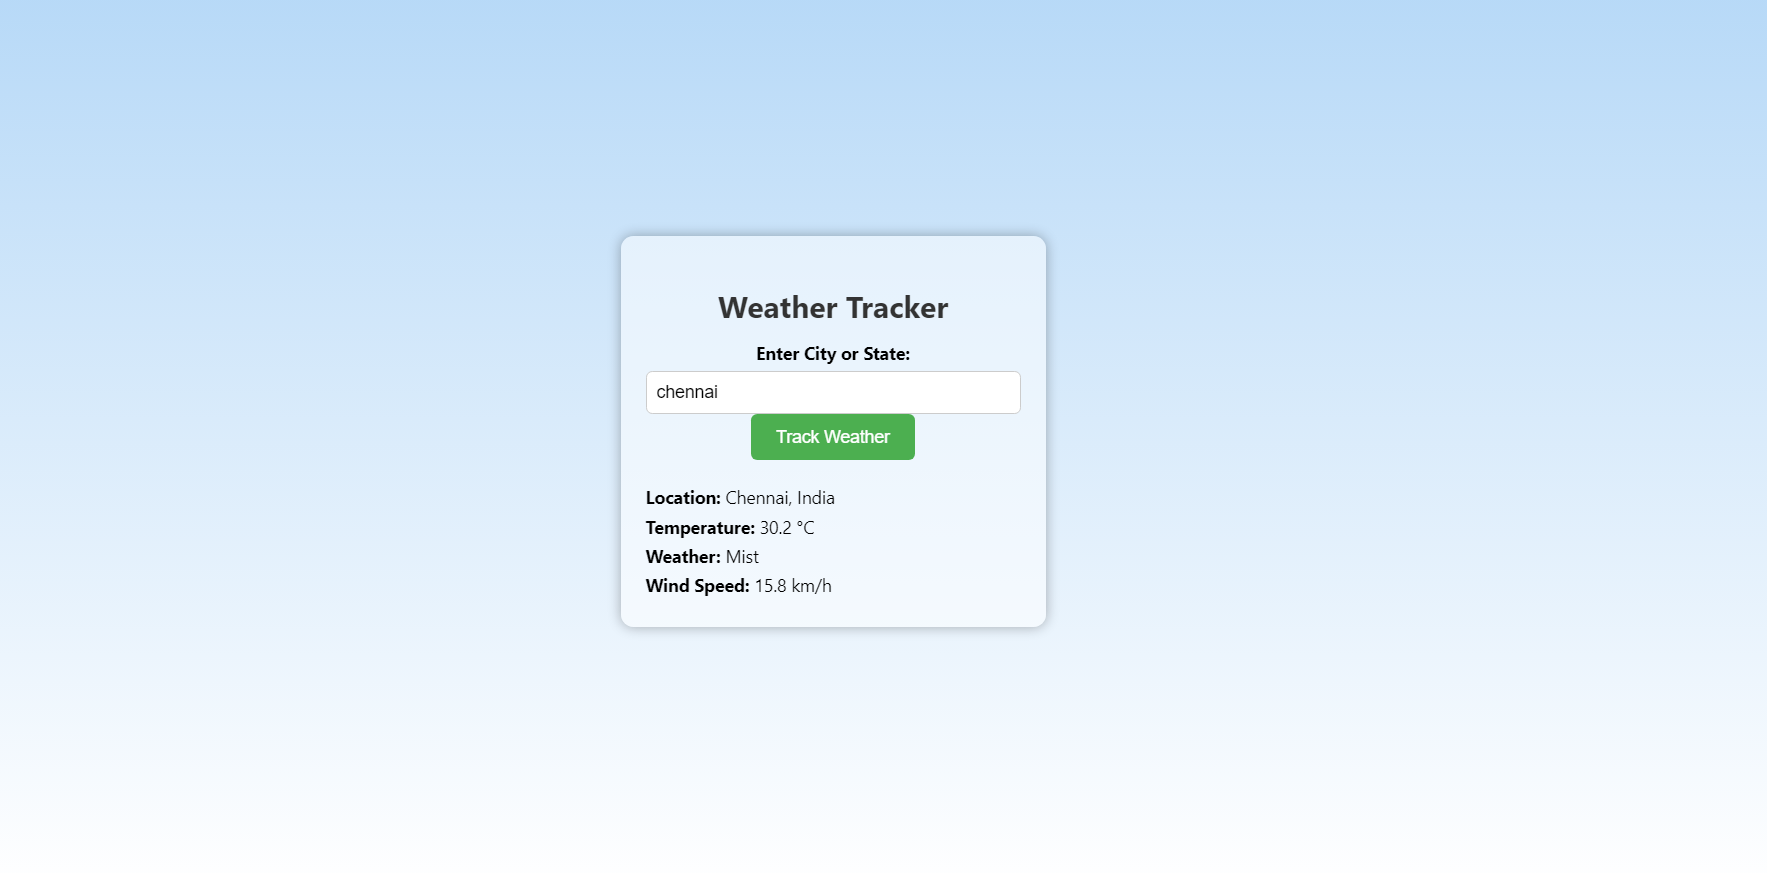 Weather Tracker
Enter City or State:
chennai
Track Weather
Location: Chennai, India
Temperature: 30.2 °C
Weather: Mist
Wind Speed: 15.8 km/h